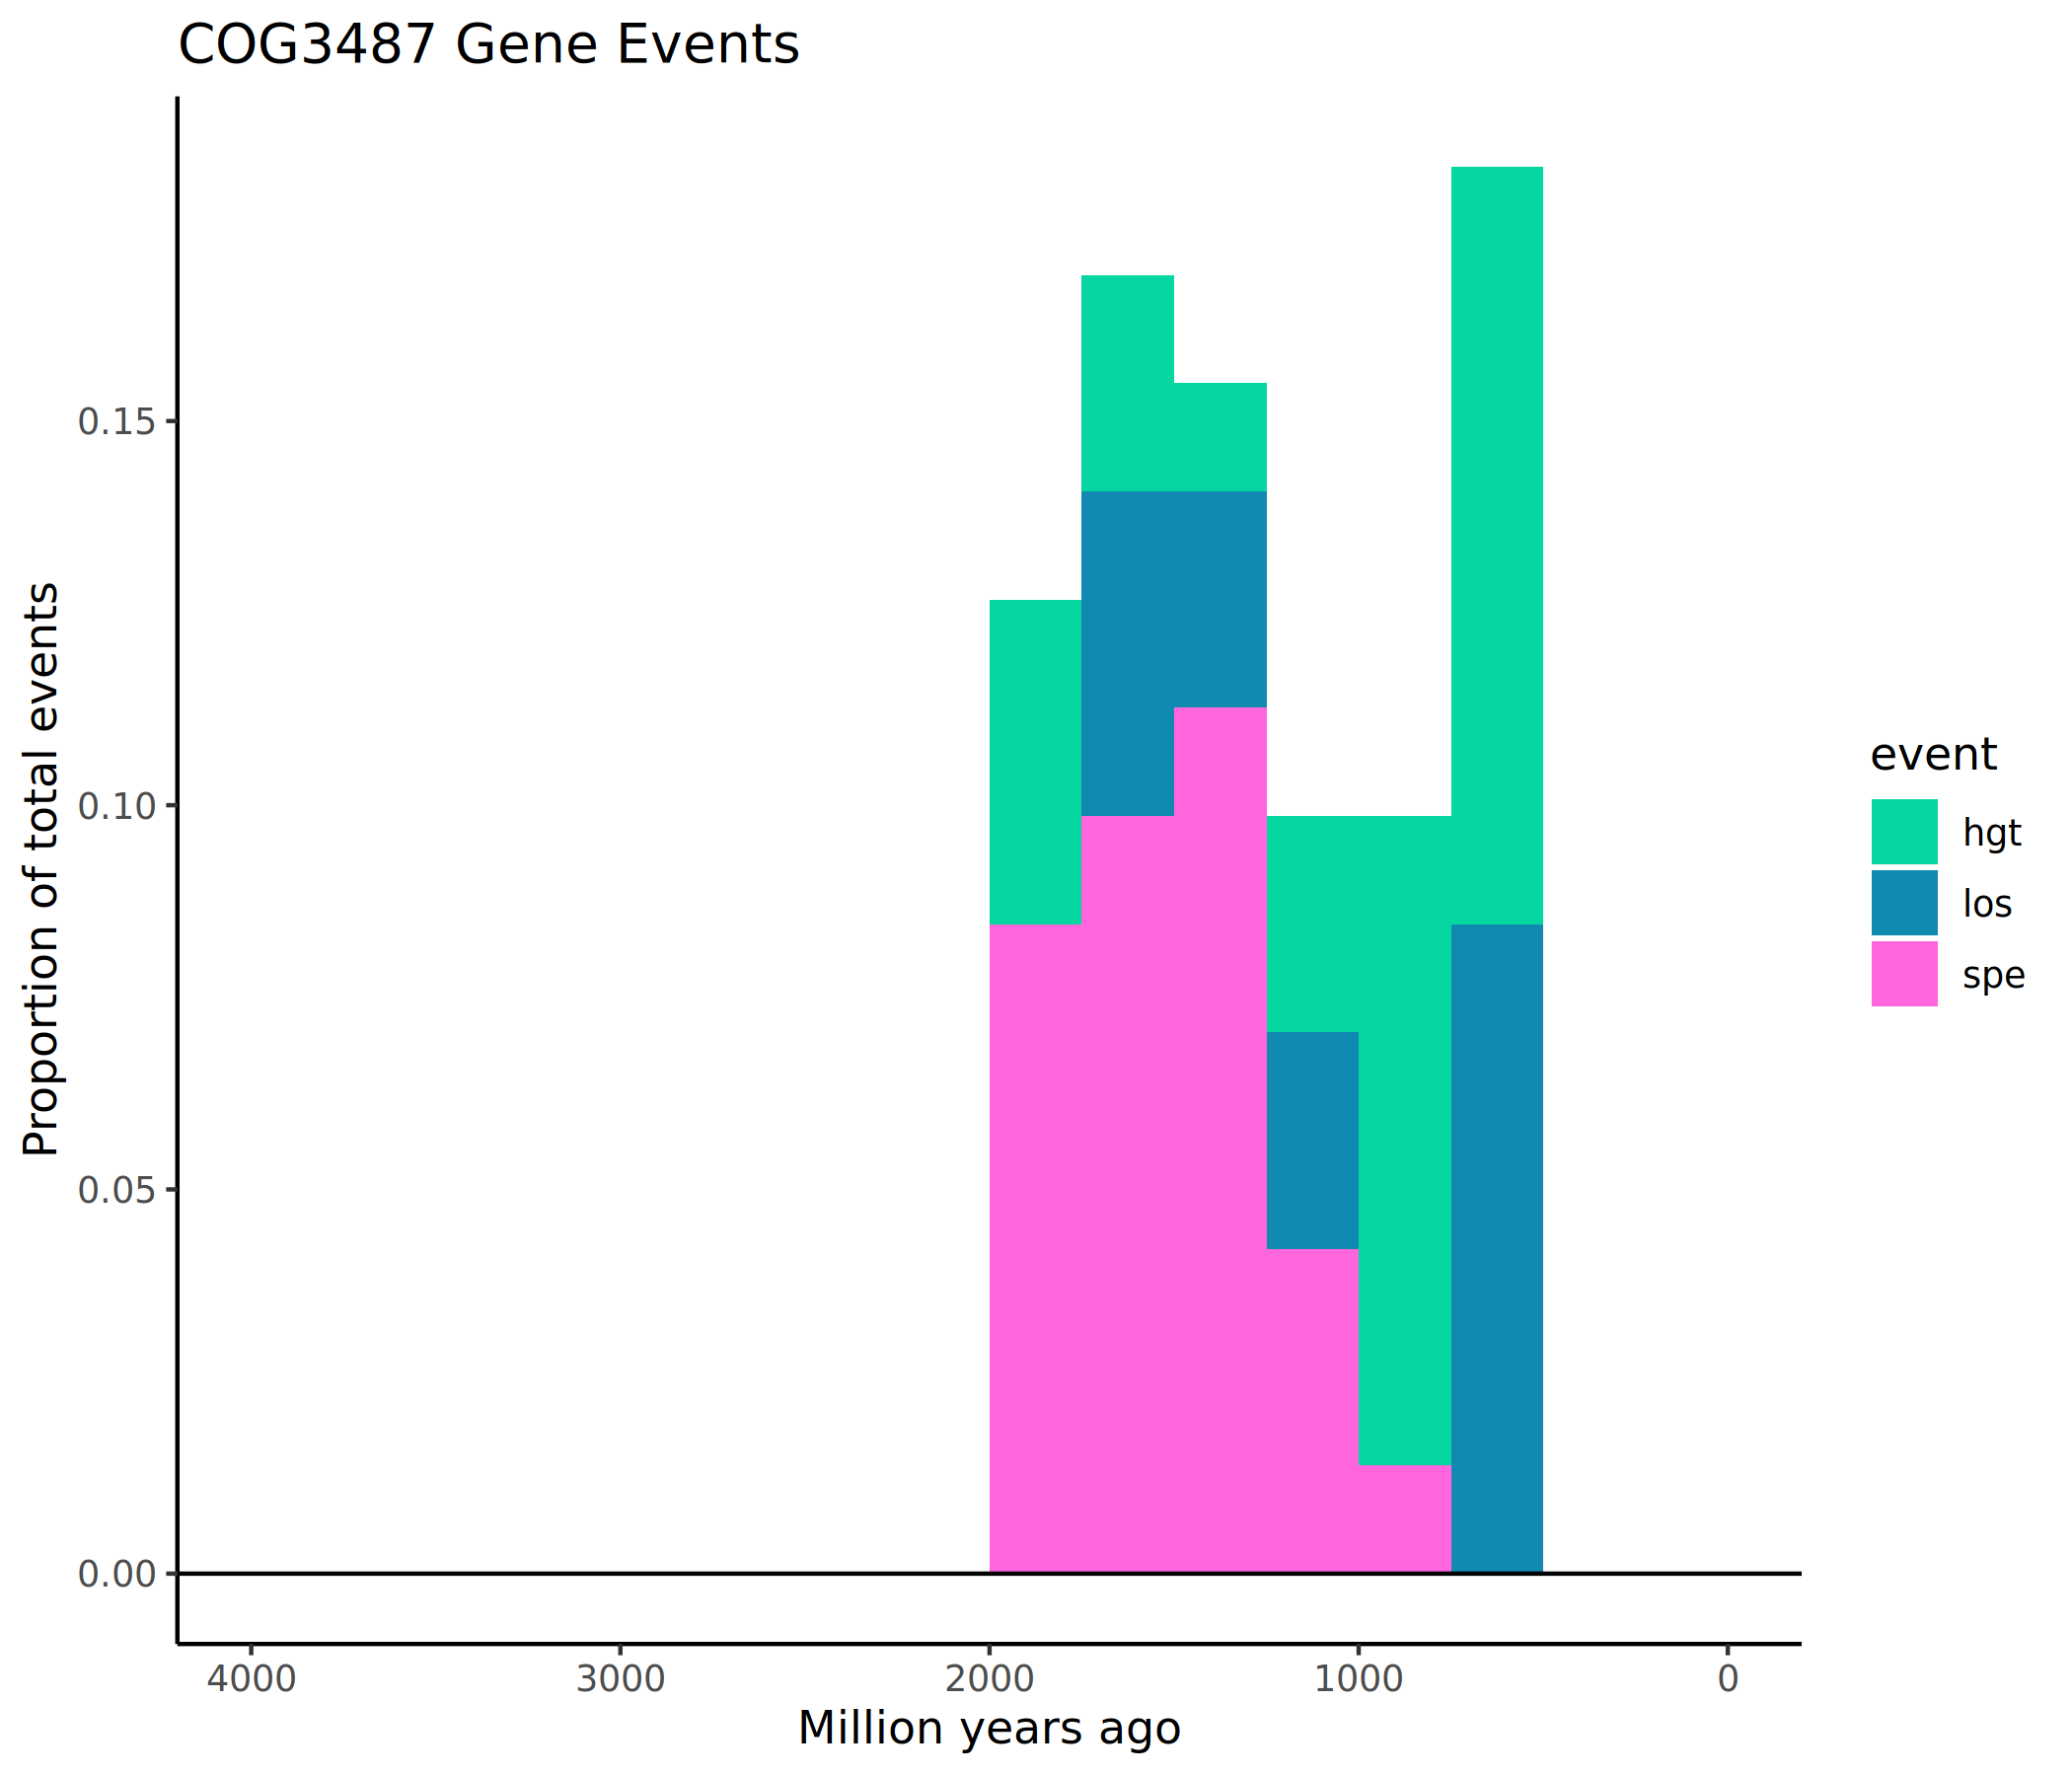 COG3487 Gene Events
Proportion of total events
0.15
0.10
0.05
0.00
4000 3000 2000 1000 0
Million years ago
event
hgt
los
spe